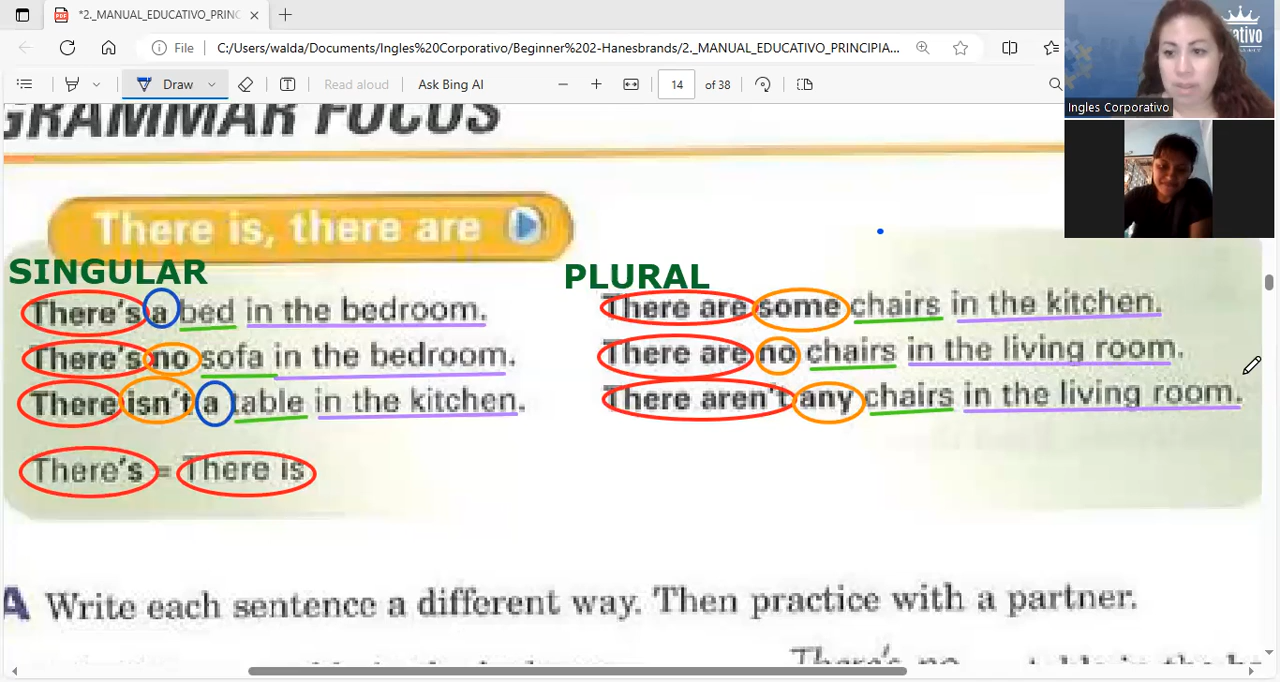 *2._MANUAL_EDUCATIVO_PRINC
File C:/Users/walda/Documents/Ingles%20Corporativo/Beginner%202-Hanesbrands/2._MANUAL_EDUCATIVO_PRINCIPIA...
Draw Read aloud Ask Bing AI 14 of 38
Ingles Corporativo
GRAMMAR FOCUS
There is, there are
SINGULAR
There's a bed in the bedroom.
There's no sofa in the bedroom.
There isn't a table in the kitchen.
There's = There is
PLURAL
There are some chairs in the kitchen.
There are no chairs in the living room.
There aren't any chairs in the living room.
A Write each sentence a different way. Then practice with a partner.
There's no